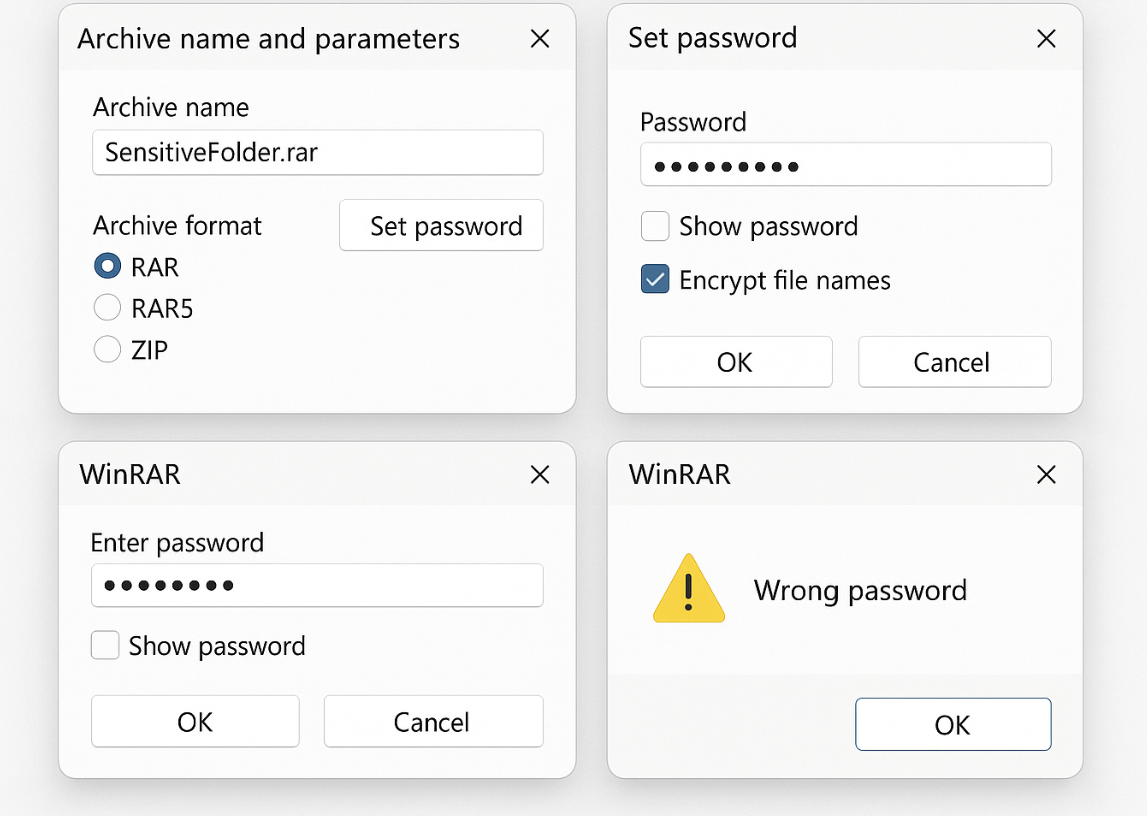 Archive name and parameters
Archive name
SensitiveFolder.rar
Archive format
Set password
RAR
RAR5
ZIP
Set password
Password
•••••••••
Show password
Encrypt file names
OK
Cancel
WinRAR
Enter password
••••••••
Show password
OK
Cancel
WinRAR
Wrong password
OK